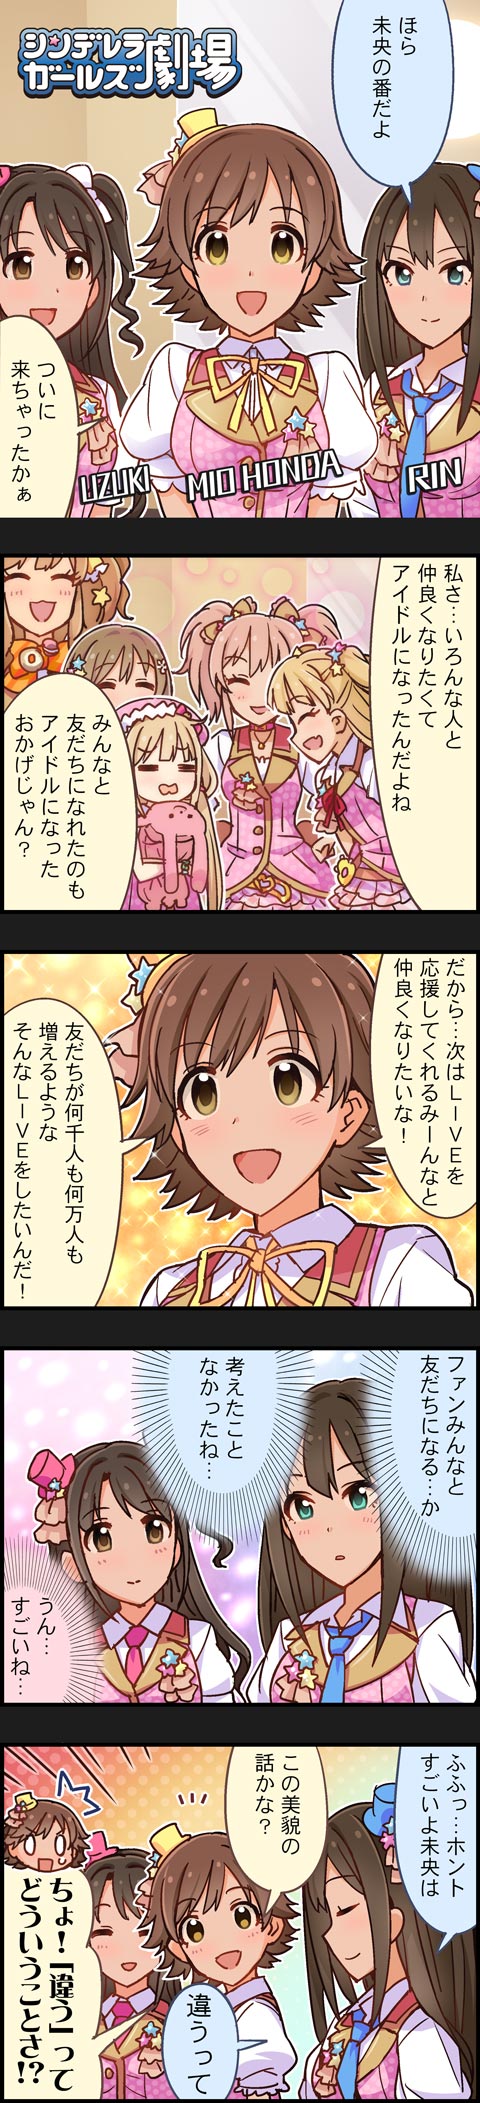 シンデレラ
ガールズ劇場
ほら
未央の番だよ
ついに
来ちゃったかぁ
UZUKI
MIO HONDA
RIN
私さ…いろんな人と
仲良くなりたくて
アイドルになったんだよね
みんなと
友だちになれたのも
アイドルになった
おかげじゃん？
だから…次はLIVEを
応援してくれるみーんなと
仲良くなりたいな！
友だちが何千人も何万人も
増えるような
そんなLIVEをしたいんだ！
ファンみんなと
友だちになる…か
考えたこと
なかったね…
うん…
すごいね…
ふふっ…ホント
すごいよ未央は
この美貌の
話かな？
違うって
ちょ！「違う」って
どういうことさ!?